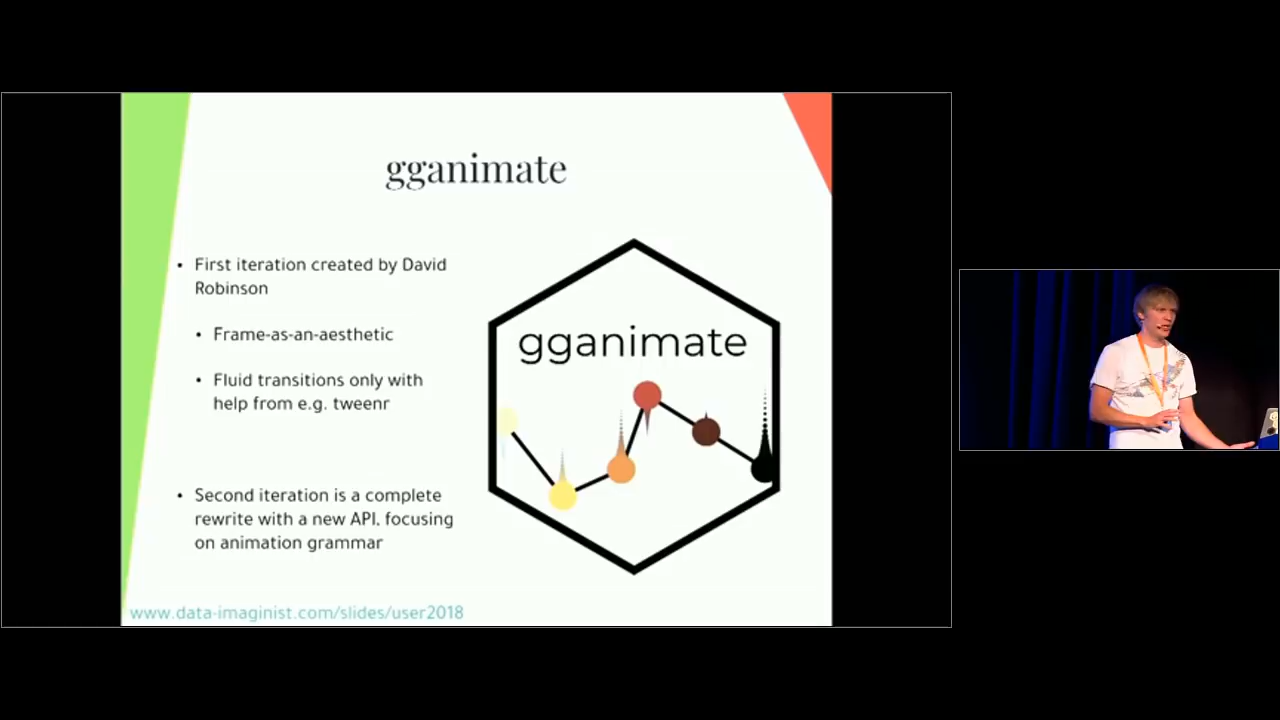 gganimate
• First iteration created by David
Robinson
• Frame-as-an-aesthetic
• Fluid transitions only with
help from e.g. tweenr
• Second iteration is a complete
rewrite with a new API, focusing
on animation grammar
gganimate
www.data-imaginist.com/slides/user2018